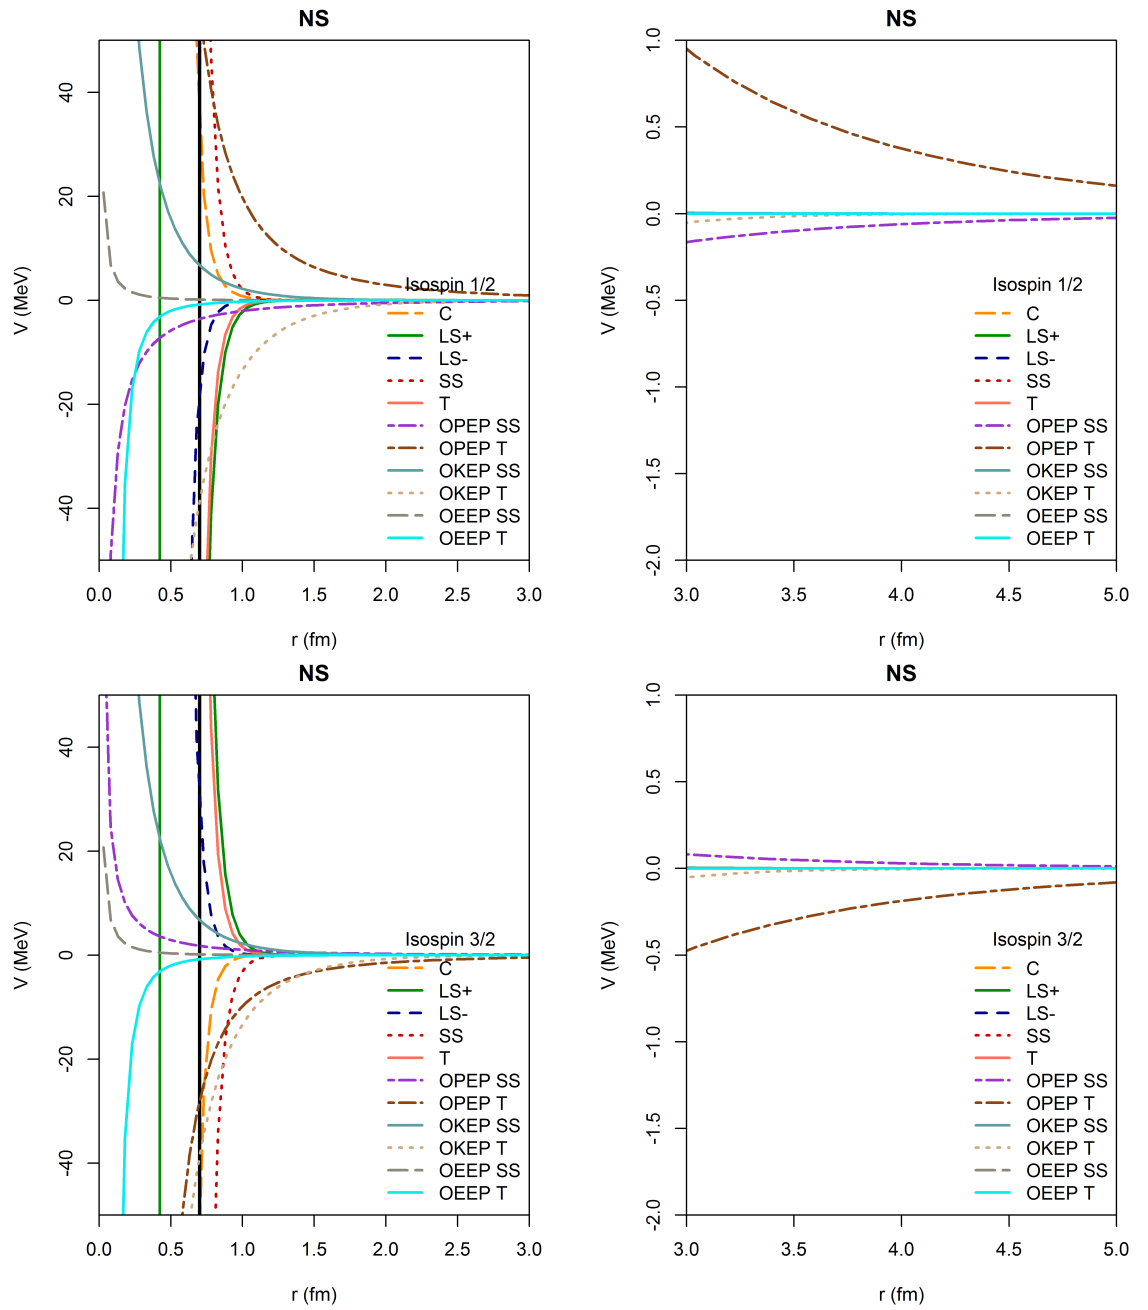 NS
V (MeV)
40
20
0
-20
-40
Isospin 1/2
C
LS+
LS-
SS
T
OPEP SS
OPEP T
OKEP SS
OKEP T
OEEP SS
OEEP T
0.0 0.5 1.0 1.5 2.0 2.5 3.0
r (fm)
NS
V (MeV)
1.0
0.5
0.0
-0.5
-1.0
-1.5
-2.0
Isospin 1/2
C
LS+
LS-
SS
T
OPEP SS
OPEP T
OKEP SS
OKEP T
OEEP SS
OEEP T
3.0 3.5 4.0 4.5 5.0
r (fm)
NS
V (MeV)
40
20
0
-20
-40
Isospin 3/2
C
LS+
LS-
SS
T
OPEP SS
OPEP T
OKEP SS
OKEP T
OEEP SS
OEEP T
0.0 0.5 1.0 1.5 2.0 2.5 3.0
r (fm)
NS
V (MeV)
1.0
0.5
0.0
-0.5
-1.0
-1.5
-2.0
Isospin 3/2
C
LS+
LS-
SS
T
OPEP SS
OPEP T
OKEP SS
OKEP T
OEEP SS
OEEP T
3.0 3.5 4.0 4.5 5.0
r (fm)